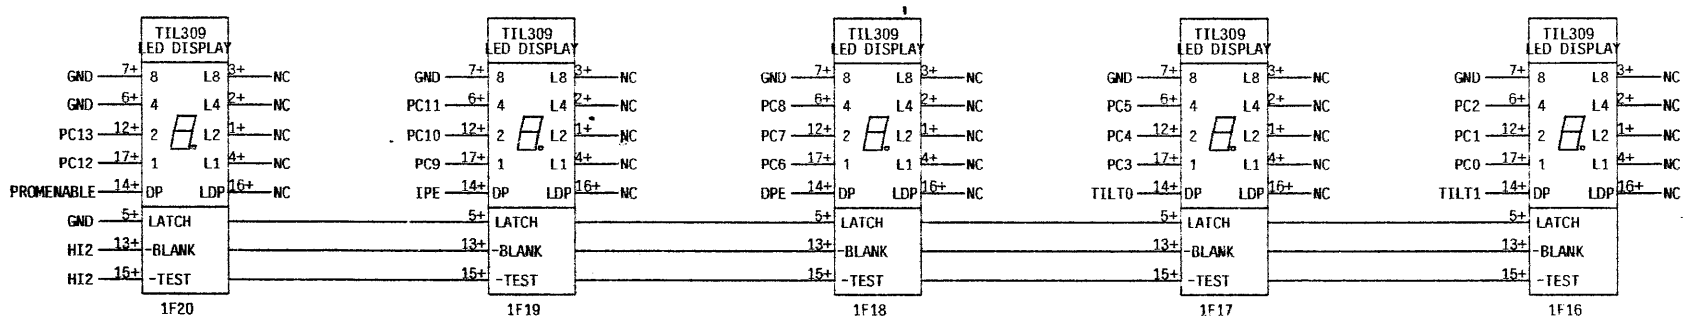 TIL309 TIL309 TIL309 TIL309 TIL309
LED DISPLAY LED DISPLAY LED DISPLAY LED DISPLAY LED DISPLAY
GND 7+ 8 L8 3+ NC GND 7+ 8 L8 3+ NC GND 7+ 8 L8 3+ NC GND 7+ 8 L8 3+ NC GND 7+ 8 L8 3+ NC
GND 6+ 4 L4 2+ NC PC11 6+ 4 L4 2+ NC PC8 6+ 4 L4 2+ NC PC5 6+ 4 L4 2+ NC PC2 6+ 4 L4 2+ NC
PC13 12+ 2 L2 1+ NC PC10 12+ 2 L2 1+ NC PC7 12+ 2 L2 1+ NC PC4 12+ 2 L2 1+ NC PC1 12+ 2 L2 1+ NC
PC12 17+ 1 L1 4+ NC PC9 17+ 1 L1 4+ NC PC6 17+ 1 L1 4+ NC PC3 17+ 1 L1 4+ NC PC0 17+ 1 L1 4+ NC
PROMENABLE 14+ DP LDP 16+ NC IPE 14+ DP LDP 16+ NC DPE 14+ DP LDP 16+ NC TILT0 14+ DP LDP 16+ NC TILT1 14+ DP LDP 16+ NC
GND 5+ LATCH 5+ LATCH 5+ LATCH 5+ LATCH 5+ LATCH
HI2 13+ -BLANK 13+ -BLANK 13+ -BLANK 13+ -BLANK 13+ -BLANK
HI2 15+ -TEST 15+ -TEST 15+ -TEST 15+ -TEST 15+ -TEST
1F20 1F19 1F18 1F17 1F16